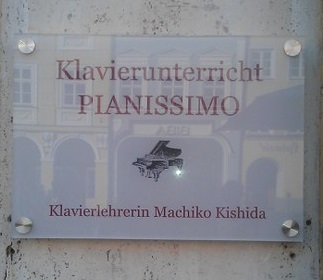 Klavierunterricht
PIANISSIMO
Klavierlehrerin Machiko Kishida